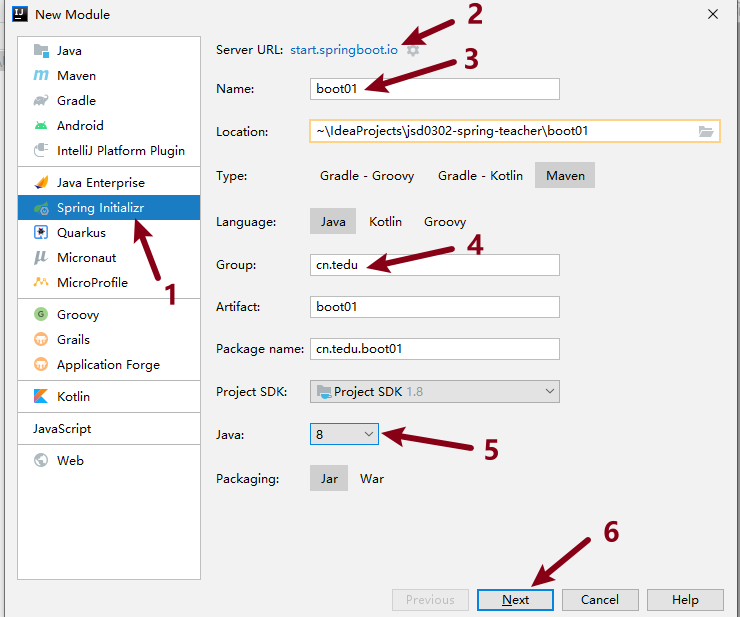 New Module
Java
Maven
Gradle
Android
IntelliJ Platform Plugin
Java Enterprise
Spring Initializr
Quarkus
Micronaut
MicroProfile
Groovy
Grails
Application Forge
Kotlin
JavaScript
Web
1
Server URL: start.springboot.io
2
Name: boot01
3
Location: ~\IdeaProjects\jsd0302-spring-teacher\boot01
Type: Gradle - Groovy Gradle - Kotlin Maven
Language: Java Kotlin Groovy
Group: cn.tedu
4
Artifact: boot01
Package name: cn.tedu.boot01
Project SDK: Project SDK 1.8
Java: 8
5
Packaging: Jar War
6
Previous Next Cancel Help